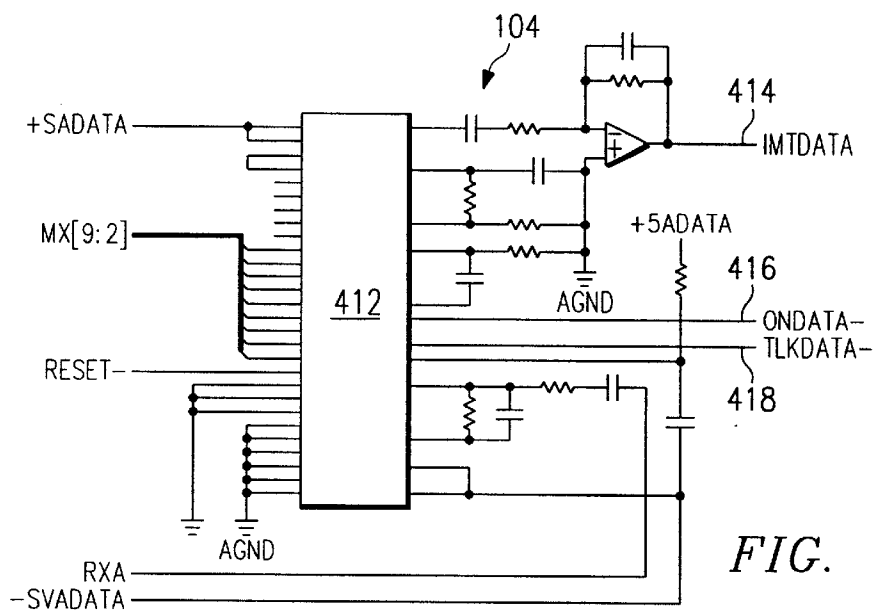 104
+SADATA
414
IMTDATA
MX[9:2]
+5ADATA
412
AGND
416
ONDATA-
TLKDATA-
RESET-
418
AGND
RXA
-SVADATA
FIG.
-
+